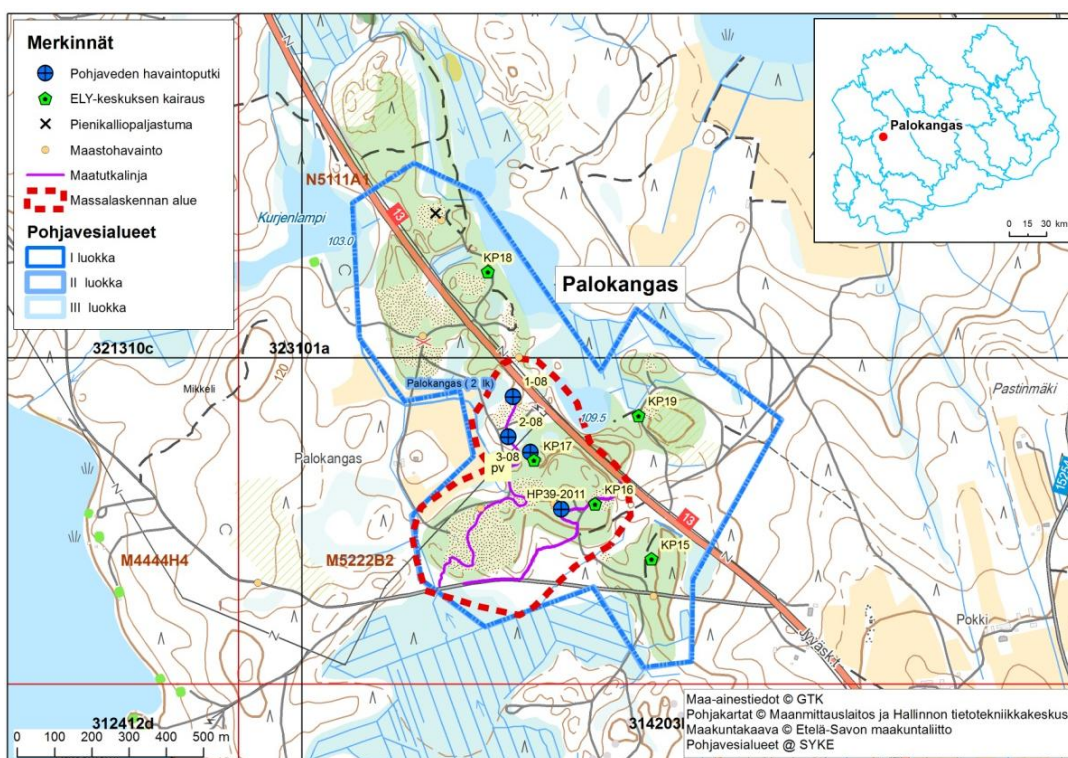 Merkinnät
Pohjaveden havaintoputki
ELY-keskuksen kairaus
Pienikalliopaljastuma
Maastohavainto
Maatutkalinja
Massalaskennan alue
Pohjavesialueet
I luokka
II luokka
III luokka
Palokangas
0 15 30 km
N5111A1
13
Kurjenlampi
103.0
KP18
Palokangas
321310c
323101a
120
Mikkeli
Palokangas ( 2 lk)
1-08
109.5
KP19
Pastinmäki
2-08
Palokangas
3-08
KP17
pv
HP39-2011
KP16
15254
13
M4444H4
M5222B2
KP15
Pokki
Jyväsk.t
312412d
314203
0 100 200 300 400 500 m
Maa-ainestiedot © GTK
Pohjakartat © Maanmittauslaitos ja Hallinnon tietotekniikkakeskus
Maakuntakaava © Etelä-Savon maakuntaliitto
Pohjavesialueet @ SYKE